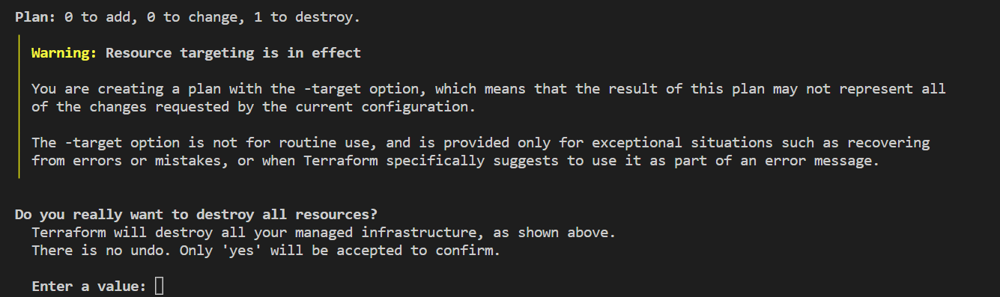 Plan: 0 to add, 0 to change, 1 to destroy.
Warning: Resource targeting is in effect
You are creating a plan with the -target option, which means that the result of this plan may not represent all
of the changes requested by the current configuration.
The -target option is not for routine use, and is provided only for exceptional situations such as recovering
from errors or mistakes, or when Terraform specifically suggests to use it as part of an error message.
Do you really want to destroy all resources?
Terraform will destroy all your managed infrastructure, as shown above.
There is no undo. Only 'yes' will be accepted to confirm.
Enter a value: